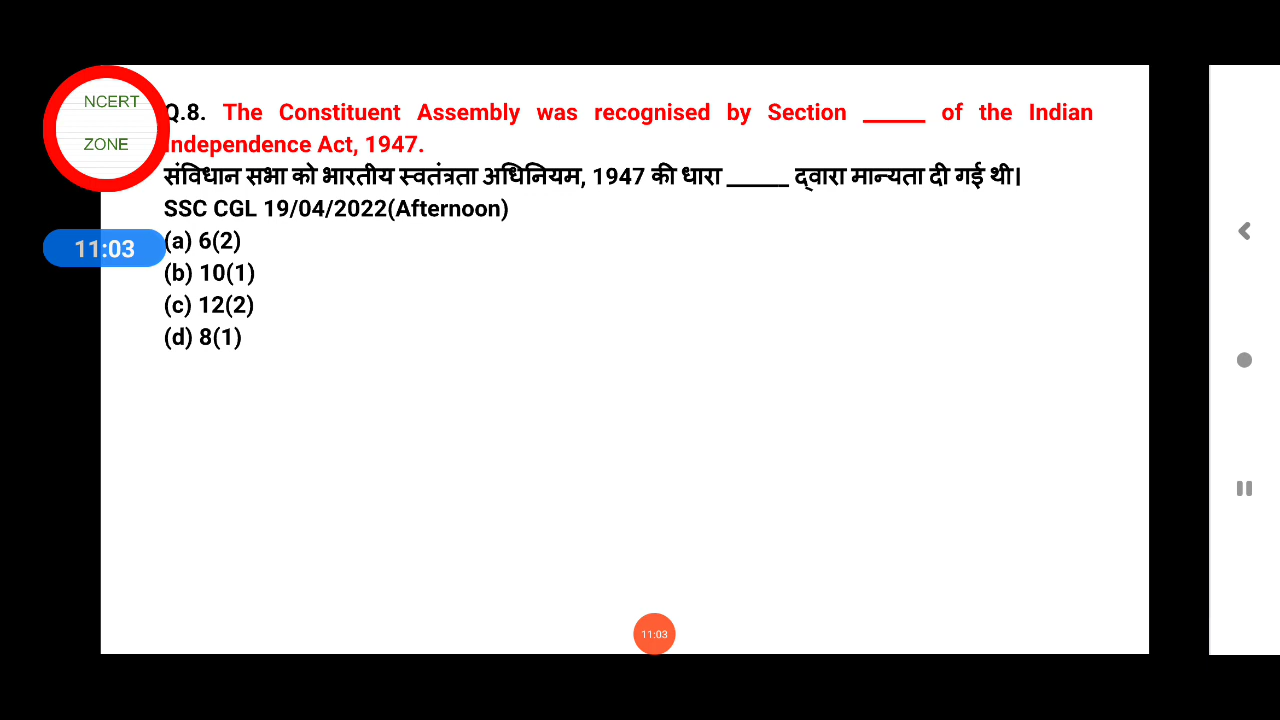 NCERT
ZONE
Q.8. The Constituent Assembly was recognised by Section _____ of the Indian
Independence Act, 1947.
संविधान सभा को भारतीय स्वतंत्रता अधिनियम, 1947 की धारा _____ द्वारा मान्यता दी गई थी।
SSC CGL 19/04/2022(Afternoon)
11:03
(a) 6(2)
(b) 10(1)
(c) 12(2)
(d) 8(1)
11:03